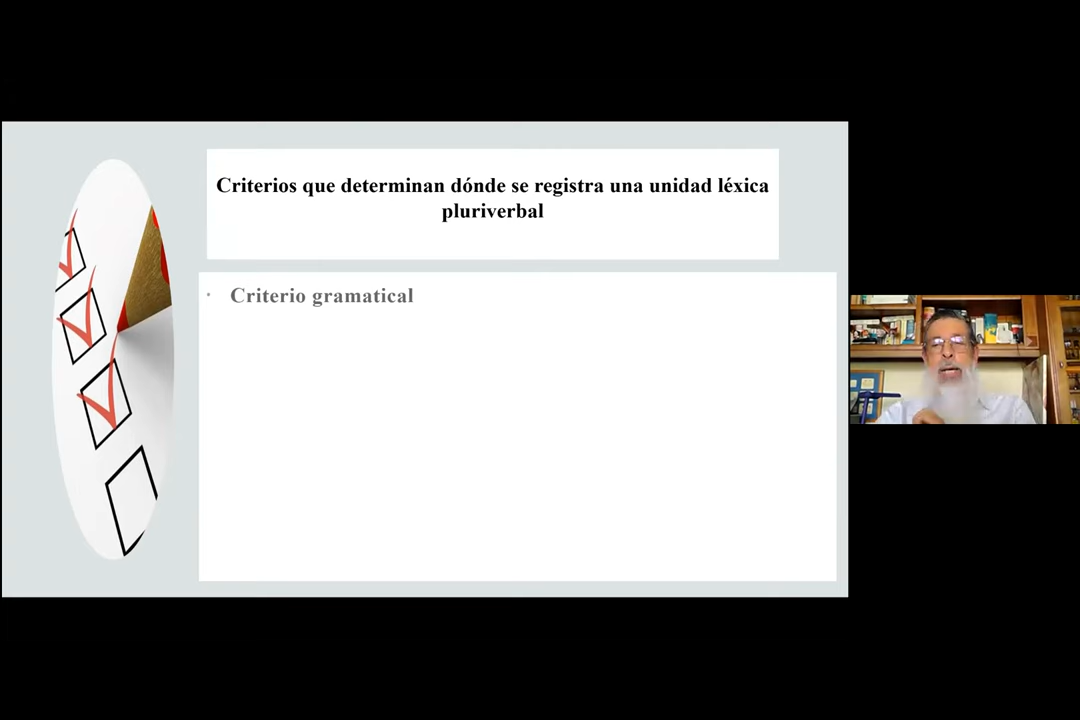 Criterios que determinan dónde se registra una unidad léxica
pluriverbal
· Criterio gramatical